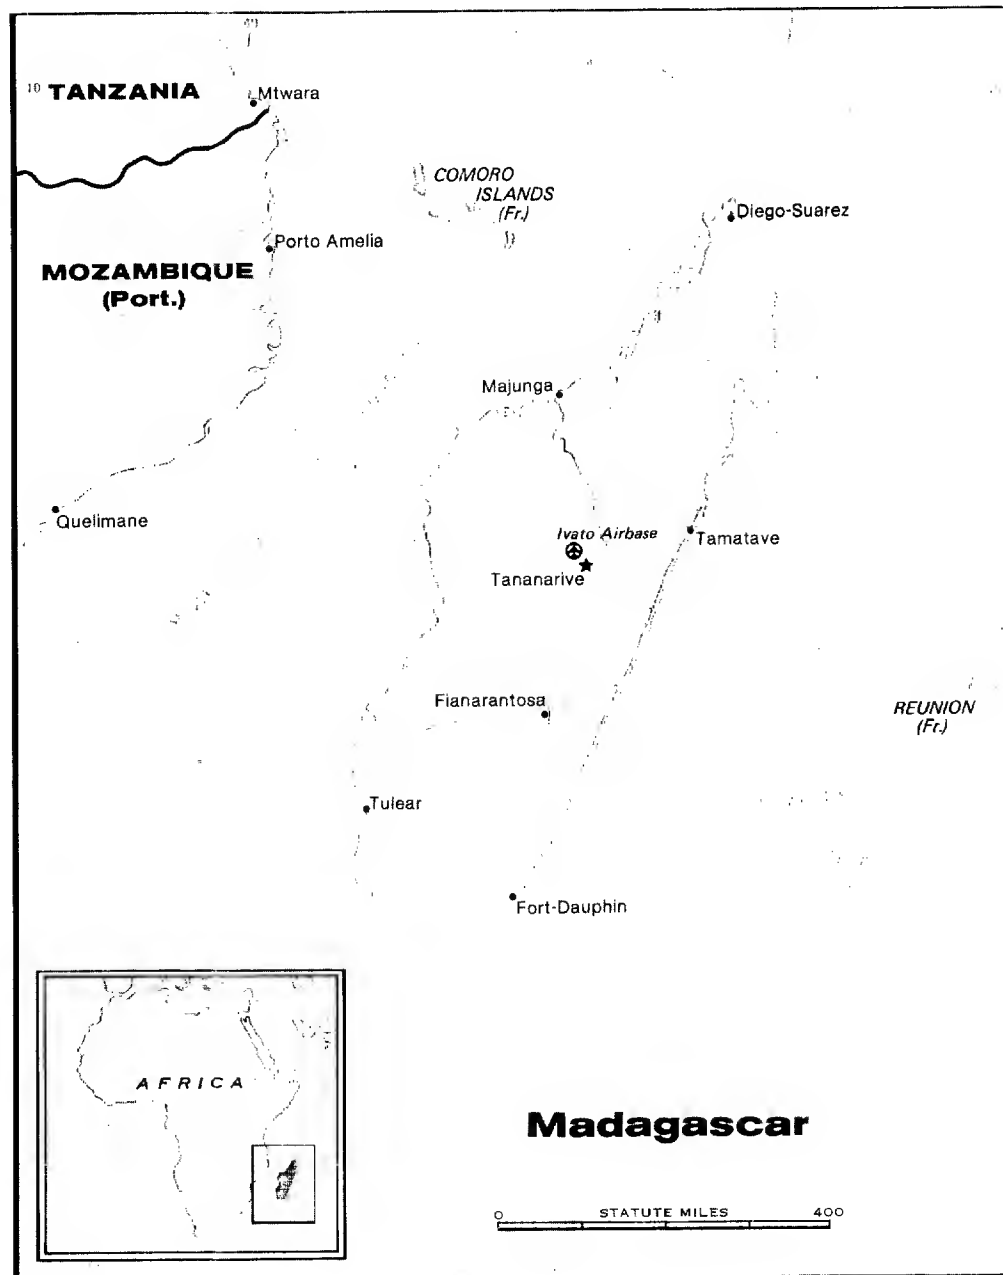 10 TANZANIA
Mtwara
COMORO
ISLANDS
(Fr.)
Diego-Suarez
Porto Amelia
MOZAMBIQUE
(Port.)
Majunga
Quelimane
Ivato Airbase
Tamatave
Tananarive
Fianarantosa
REUNION
(Fr.)
Tulear
Fort-Dauphin
AFRICA
Madagascar
0 STATUTE MILES 400